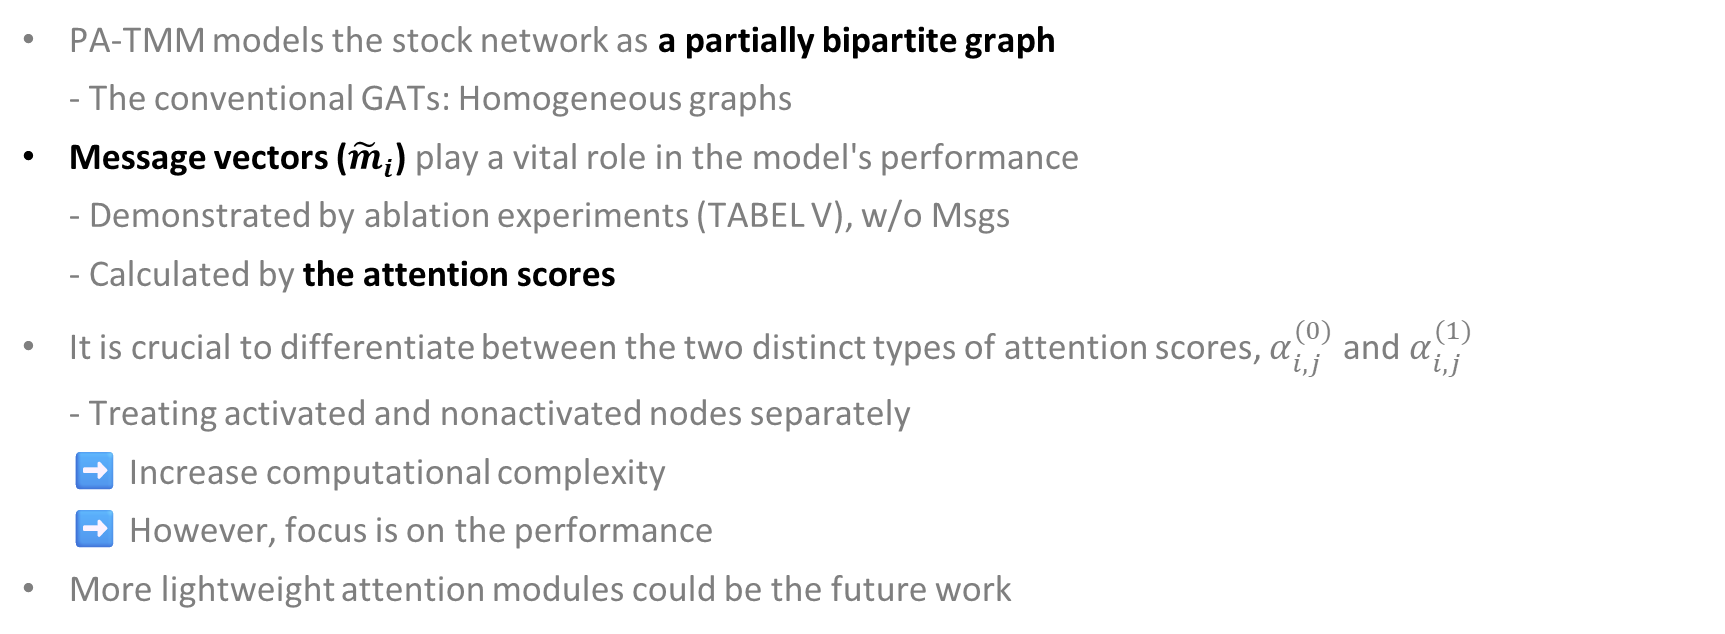 • PA-TMM models the stock network as a partially bipartite graph
- The conventional GATs: Homogeneous graphs
• Message vectors (m̃ᵢ) play a vital role in the model's performance
- Demonstrated by ablation experiments (TABEL V), w/o Msgs
- Calculated by the attention scores
• It is crucial to differentiate between the two distinct types of attention scores, α_{i,j}^{(0)} and α_{i,j}^{(1)}
- Treating activated and nonactivated nodes separately
➡ Increase computational complexity
➡ However, focus is on the performance
• More lightweight attention modules could be the future work